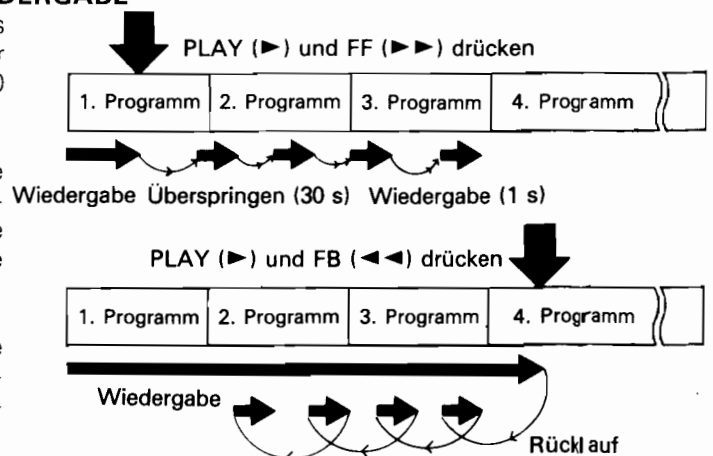 DERGABE
s
r
)
PLAY (►) und FF (►►) drücken
1. Programm 2. Programm 3. Programm 4. Programm
e
Wiedergabe Überspringen (30 s) Wiedergabe (1 s)
e
e
PLAY (►) und FB (◄◄) drücken
1. Programm 2. Programm 3. Programm 4. Programm
e
Wiedergabe
Rücklauf